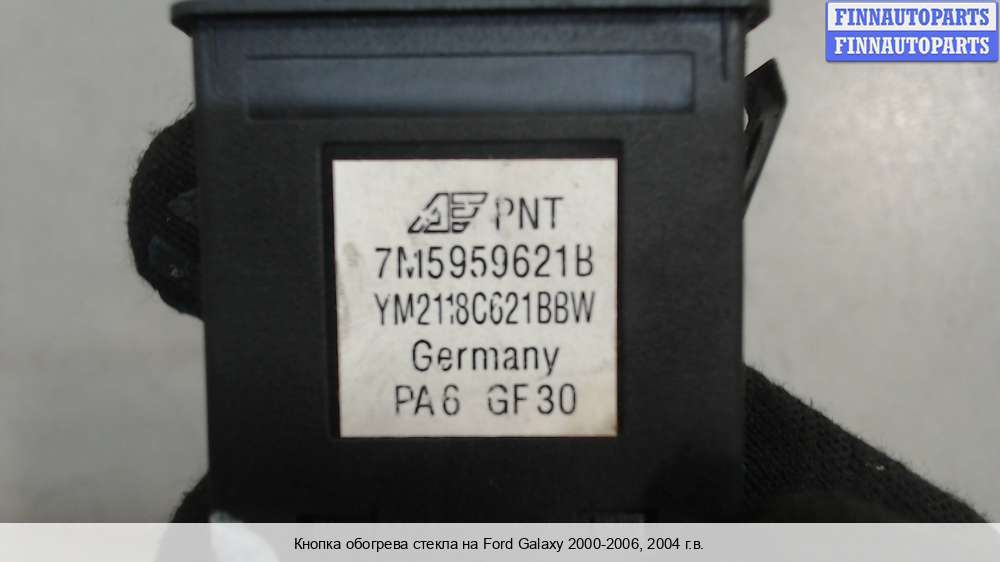 FINNAUTOPARTS
FINNAUTOPARTS
PNT
7M5959621B
YM2118C621BBW
Germany
PA6 GF30
Кнопка обогрева стекла на Ford Galaxy 2000-2006, 2004 г.в.